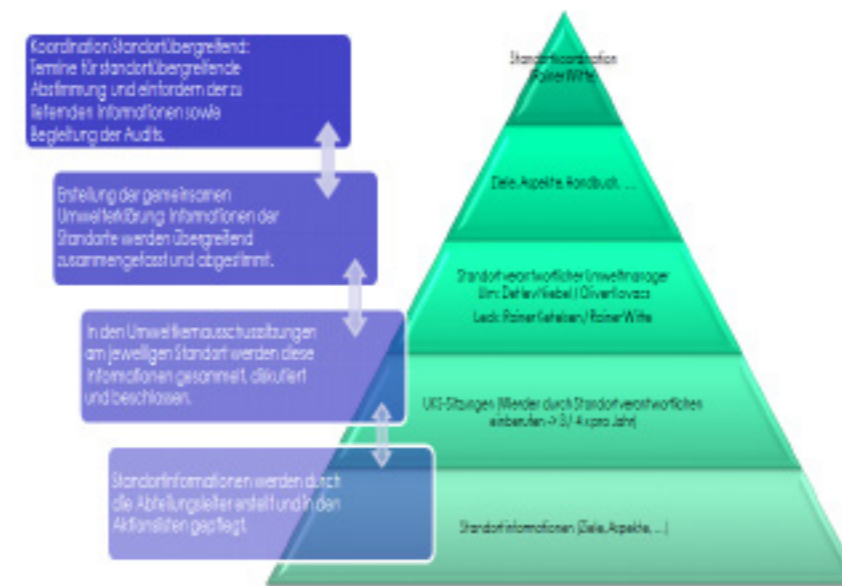 Koordination Standortübergreifend:
Termine für standortübergreifende
Abstimmung und einfordern der zu
liefernden Informationen sowie
Begleitung der Audits.
Erstellung der gemeinsamen
Umwelterklärung: Informationen der
Standorte werden übergreifend
zusammengefasst und abgestimmt.
In den Umweltkernausschusssitzungen
am jeweiligen Standort werden diese
Informationen gesammelt, diskutiert
und beschlossen.
Standortinformationen werden durch
die Abteilungsleiter erstellt und in den
Aktionslisten gepflegt.
Standortkoordination
(Rainer Witte)
Ziele, Aspekte, Handbuch, ....
Standortverantwortlicher Umweltmanager
Ulm: Detlev / Oliver Kovacs
Leck: Rainer Ketelsen / Rainer Witte
Sitzungen (Werden durch Standortverantwortlichen
einberufen -> 3 / 4 x pro Jahr)
Standortinformationen (Ziele, Aspekte, ...)